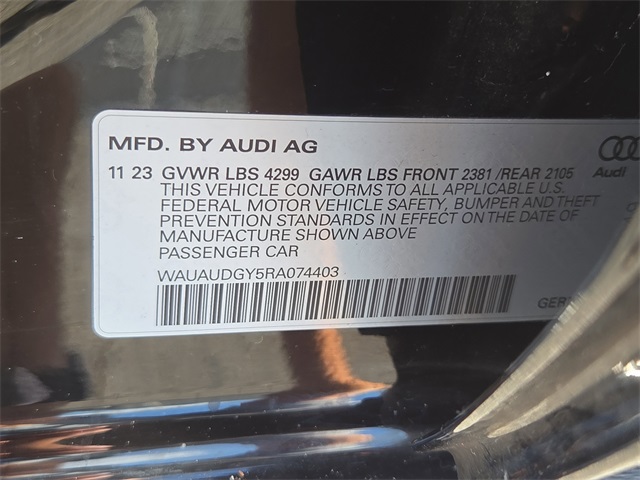 MFD. BY AUDI AG
11 23 GVWR LBS 4299 GAWR LBS FRONT 2381 /REAR 2105
THIS VEHICLE CONFORMS TO ALL APPLICABLE U.S.
FEDERAL MOTOR VEHICLE SAFETY, BUMPER AND THEFT
PREVENTION STANDARDS IN EFFECT ON THE DATE OF
MANUFACTURE SHOWN ABOVE
PASSENGER CAR
WAUAUDGY5RA074403
Audi